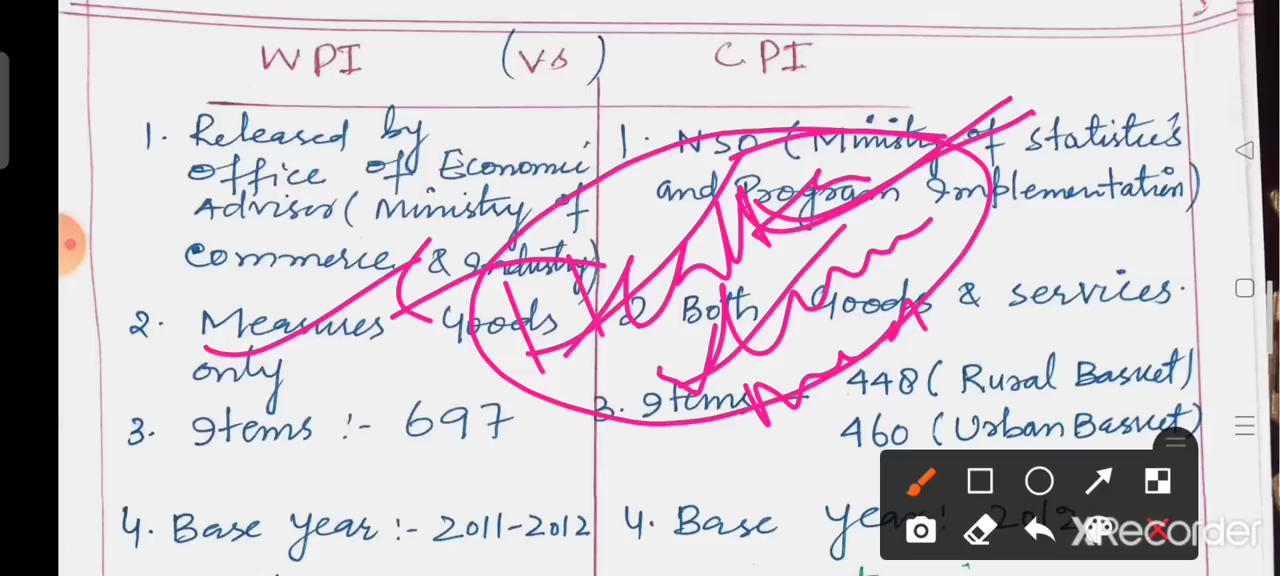 WPI (Vs) CPI
1. Released by
Office of Economic
Advisor (Ministry of
Commerce & Industry)
2. Measures Goods
only
3. Items :- 697
4. Base year :- 2011-2012
1. NSO (Ministry of statistics
and Program Implementation)
2 Both Goods & services.
3. Items - 448 (Rural Basket)
460 (Urban Basket)
4. Base year: 2012
XRecorder